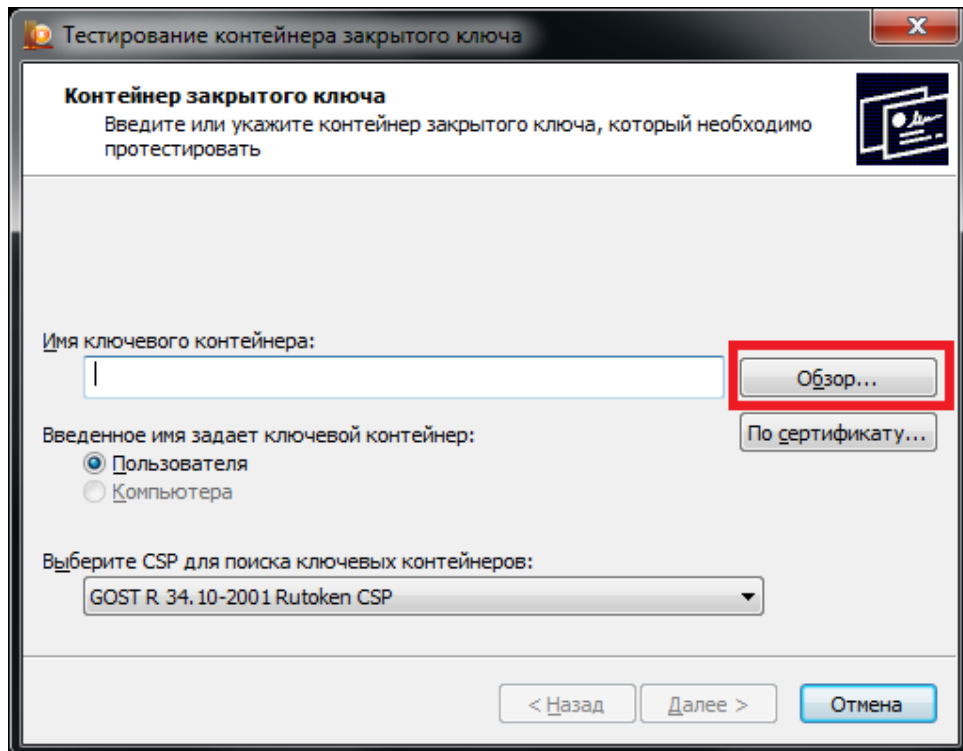 Тестирование контейнера закрытого ключа
Контейнер закрытого ключа
Введите или укажите контейнер закрытого ключа, который необходимо
протестировать
Имя ключевого контейнера:
Обзор...
Введенное имя задает ключевой контейнер:
По сертификату...
Пользователя
Компьютера
Выберите CSP для поиска ключевых контейнеров:
GOST R 34.10-2001 Rutoken CSP
< Назад Далее > Отмена